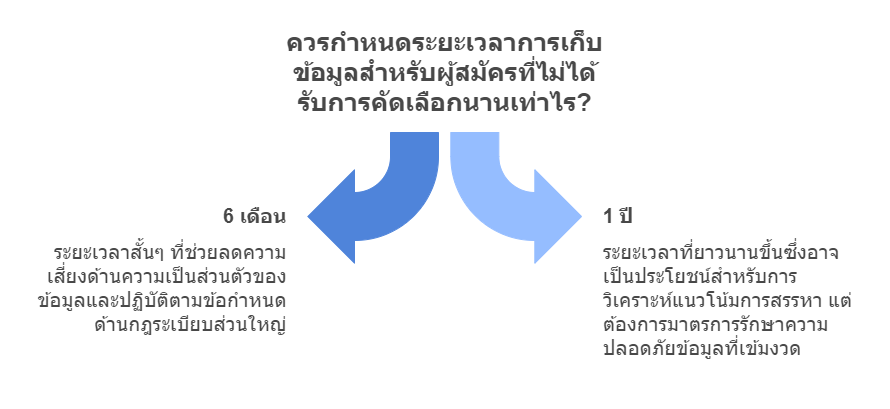 ควรกำหนดระยะเวลาการเก็บ
ข้อมูลสำหรับผู้สมัครที่ไม่ได้
รับการคัดเลือกนานเท่าไร?
6 เดือน
ระยะเวลาสั้นๆ ที่ช่วยลดความ
เสี่ยงด้านความเป็นส่วนตัวของ
ข้อมูลและปฏิบัติตามข้อกำหนด
ด้านกฎระเบียบส่วนใหญ่
1 ปี
ระยะเวลาที่ยาวนานขึ้นซึ่งอาจ
เป็นประโยชน์สำหรับการ
วิเคราะห์แนวโน้มการสรรหา แต่
ต้องการมาตรการรักษาความ
ปลอดภัยข้อมูลที่เข้มงวด